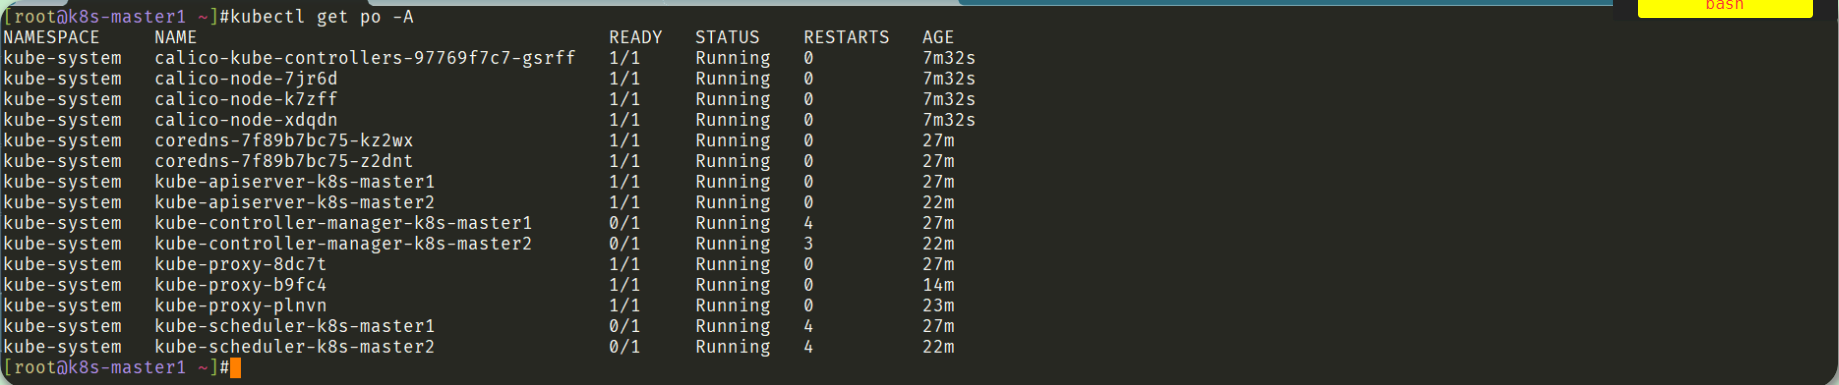 bash
[root@k8s-master1 ~]#kubectl get po -A
NAMESPACE     NAME                                      READY   STATUS    RESTARTS   AGE
kube-system   calico-kube-controllers-97769f7c7-gsrff   1/1     Running   0          7m32s
kube-system   calico-node-7jr6d                         1/1     Running   0          7m32s
kube-system   calico-node-k7zff                         1/1     Running   0          7m32s
kube-system   calico-node-xdqdn                         1/1     Running   0          7m32s
kube-system   coredns-7f89b7bc75-kz2wx                  1/1     Running   0          27m
kube-system   coredns-7f89b7bc75-z2dnt                  1/1     Running   0          27m
kube-system   kube-apiserver-k8s-master1                1/1     Running   0          27m
kube-system   kube-apiserver-k8s-master2                1/1     Running   0          22m
kube-system   kube-controller-manager-k8s-master1       0/1     Running   4          27m
kube-system   kube-controller-manager-k8s-master2       0/1     Running   3          22m
kube-system   kube-proxy-8dc7t                          1/1     Running   0          27m
kube-system   kube-proxy-b9fc4                          1/1     Running   0          14m
kube-system   kube-proxy-plnvn                          1/1     Running   0          23m
kube-system   kube-scheduler-k8s-master1                0/1     Running   4          27m
kube-system   kube-scheduler-k8s-master2                0/1     Running   4          22m
[root@k8s-master1 ~]#